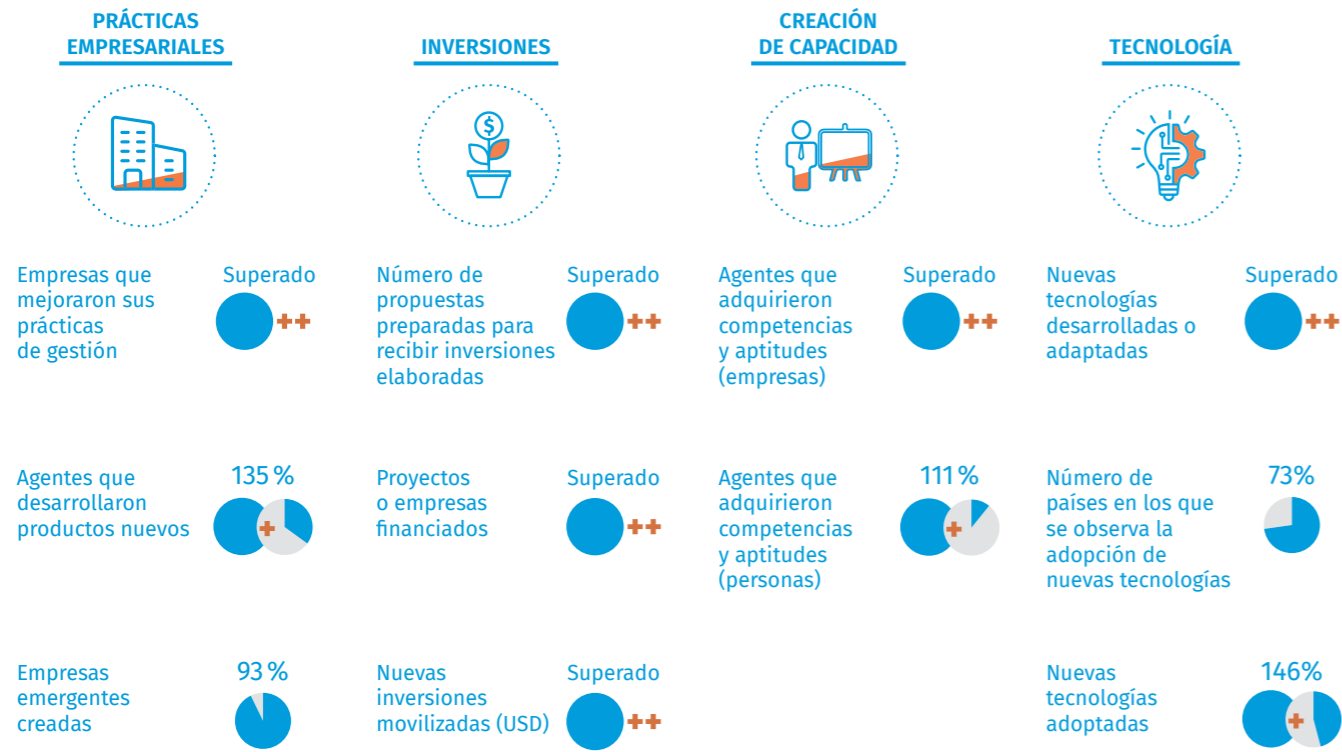 PRÁCTICAS
EMPRESARIALES
Empresas que
mejoraron sus
prácticas
de gestión
Superado
++
Agentes que
desarrollaron
productos nuevos
135 %
+
Empresas
emergentes
creadas
93 %
INVERSIONES
$
Número de
propuestas
preparadas para
recibir inversiones
elaboradas
Superado
++
Proyectos
o empresas
financiados
Superado
++
Nuevas
inversiones
movilizadas (USD)
Superado
++
CREACIÓN
DE CAPACIDAD
Agentes que
adquirieron
competencias
y aptitudes
(empresas)
Superado
++
Agentes que
adquirieron
competencias
y aptitudes
(personas)
111 %
+
TECNOLOGÍA
Nuevas
tecnologías
desarrolladas o
adaptadas
Superado
++
Número de
países en los que
se observa la
adopción de
nuevas tecnologías
73%
Nuevas
tecnologías
adoptadas
146%
+